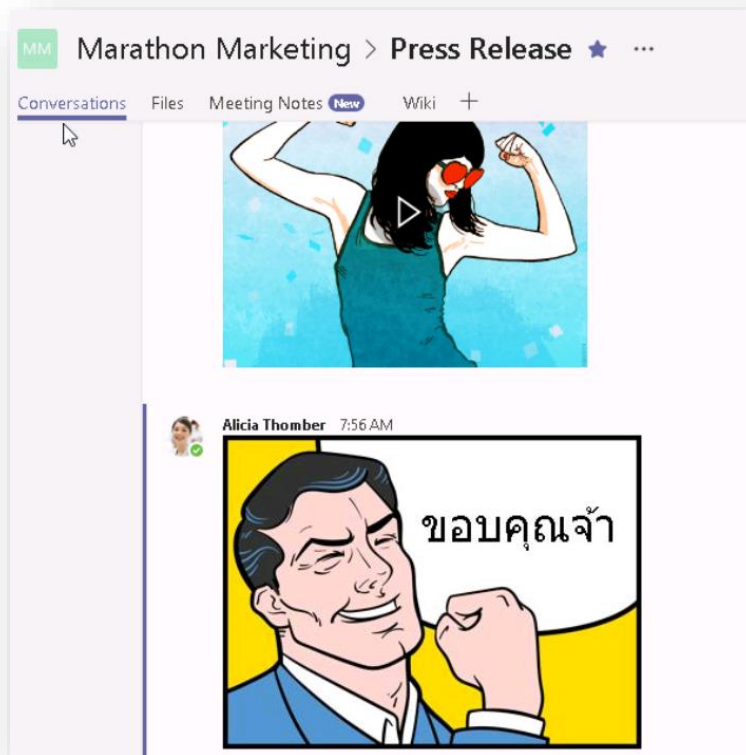 MM Marathon Marketing > Press Release ★ ...
Conversations Files Meeting Notes New Wiki +
Alicia Thomber 7:56 AM
ขอบคุณจ้า